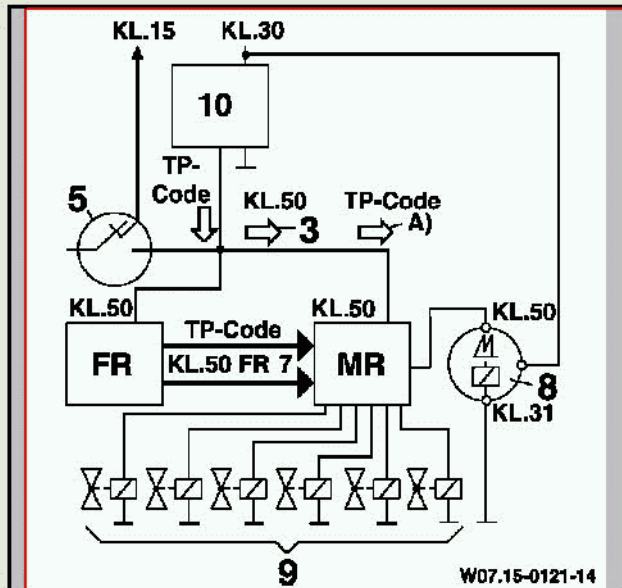 KL.15 KL.30
10
TP-
Code
5
KL.50
3
TP-Code
A)
KL.50
FR
TP-Code
KL.50 FR 7
KL.50
MR
KL.50
8
KL.31
9
W07.15-0121-14